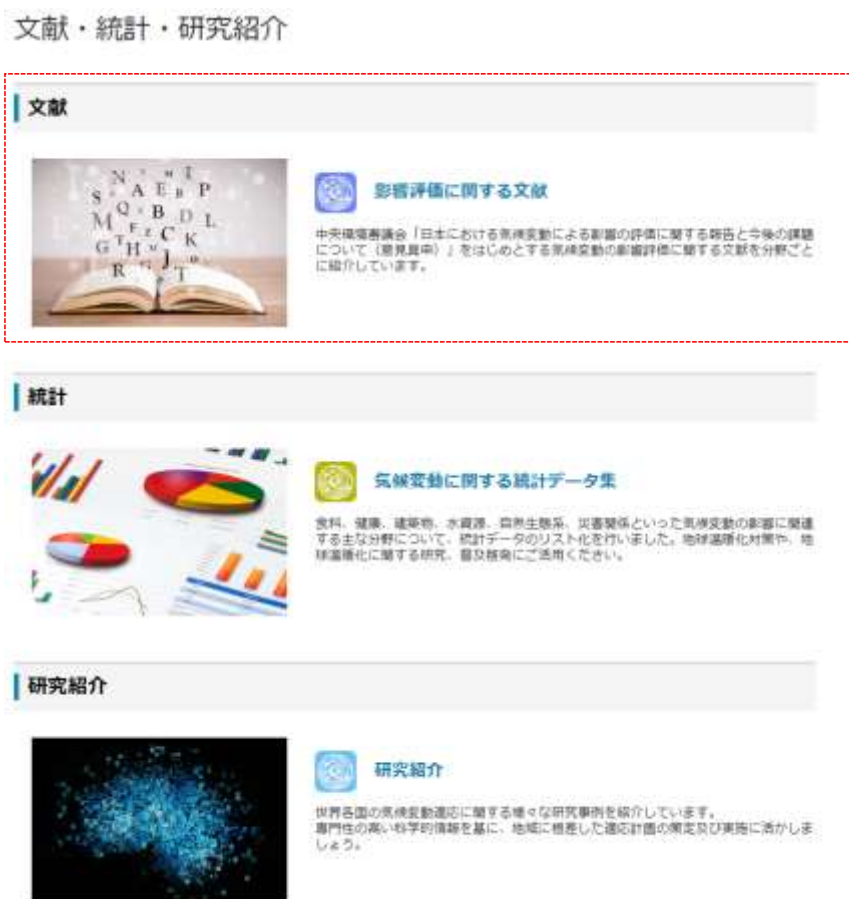 文献・統計・研究紹介
文献
S N A E P
M Q B D L
G T H C K
R J T
影響評価に関する文献
中央環境審議会「日本における気候変動による影響の評価に関する報告と今後の課題
について（意見具申）」をはじめとする気候変動の影響評価に関する文献を分野ごと
に紹介しています。
統計
気候変動に関する統計データ集
食料、健康、建築物、水資源、自然生態系、災害関係といった気候変動の影響に関連
する主な分野について、統計データのリスト化を行いました。地球温暖化対策や、地
球温暖化に関する研究、普及啓発にご活用ください。
研究紹介
研究紹介
世界各国の気候変動適応に関する様々な研究事例を紹介しています。
専門性の高い科学的情報を基に、地域に根差した適応計画の策定及び実施に活かしま
しょう。